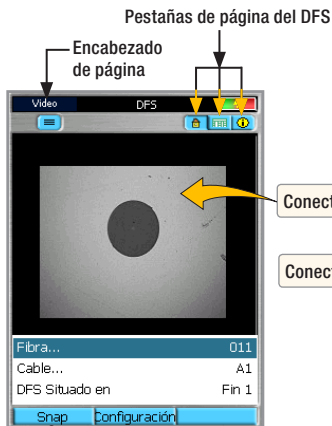 Pestañas de página del DFS
Encabezado
de página
Video DFS
Conect
Conect
Fibra... 011
Cable... A1
DFS Situado en Fin 1
Snap Configuración